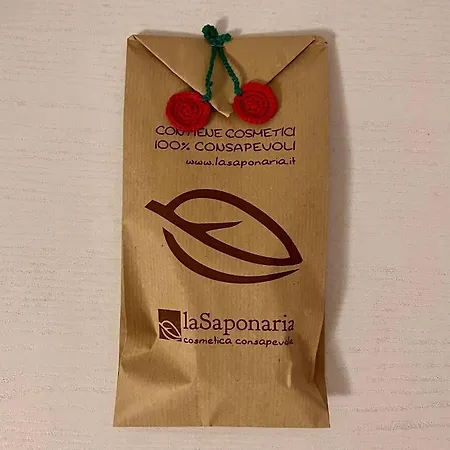 CONTIENE COSMETICI
100% CONSAPEVOLI
www.lasaponaria.it
laSaponaria
cosmetica consapevole